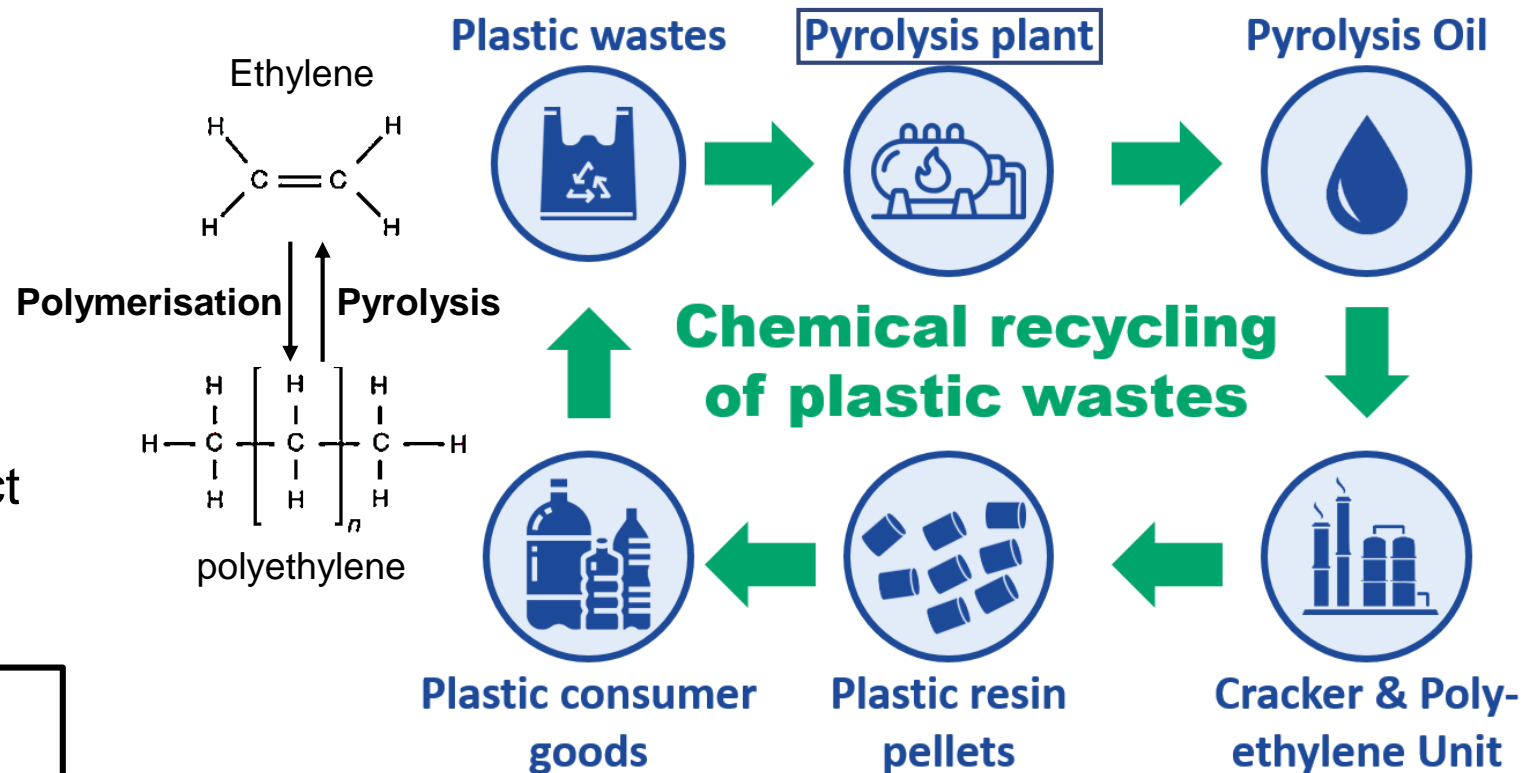 Plastic wastes
Pyrolysis plant
Pyrolysis Oil
Ethylene
H
H
C
C
H
H
Polymerisation
Pyrolysis
Chemical recycling
of plastic wastes
H
H
H
H
C
C
C
H
H
H
H
n
polyethylene
ct
Plastic consumer
goods
Plastic resin
pellets
Cracker & Poly-
ethylene Unit